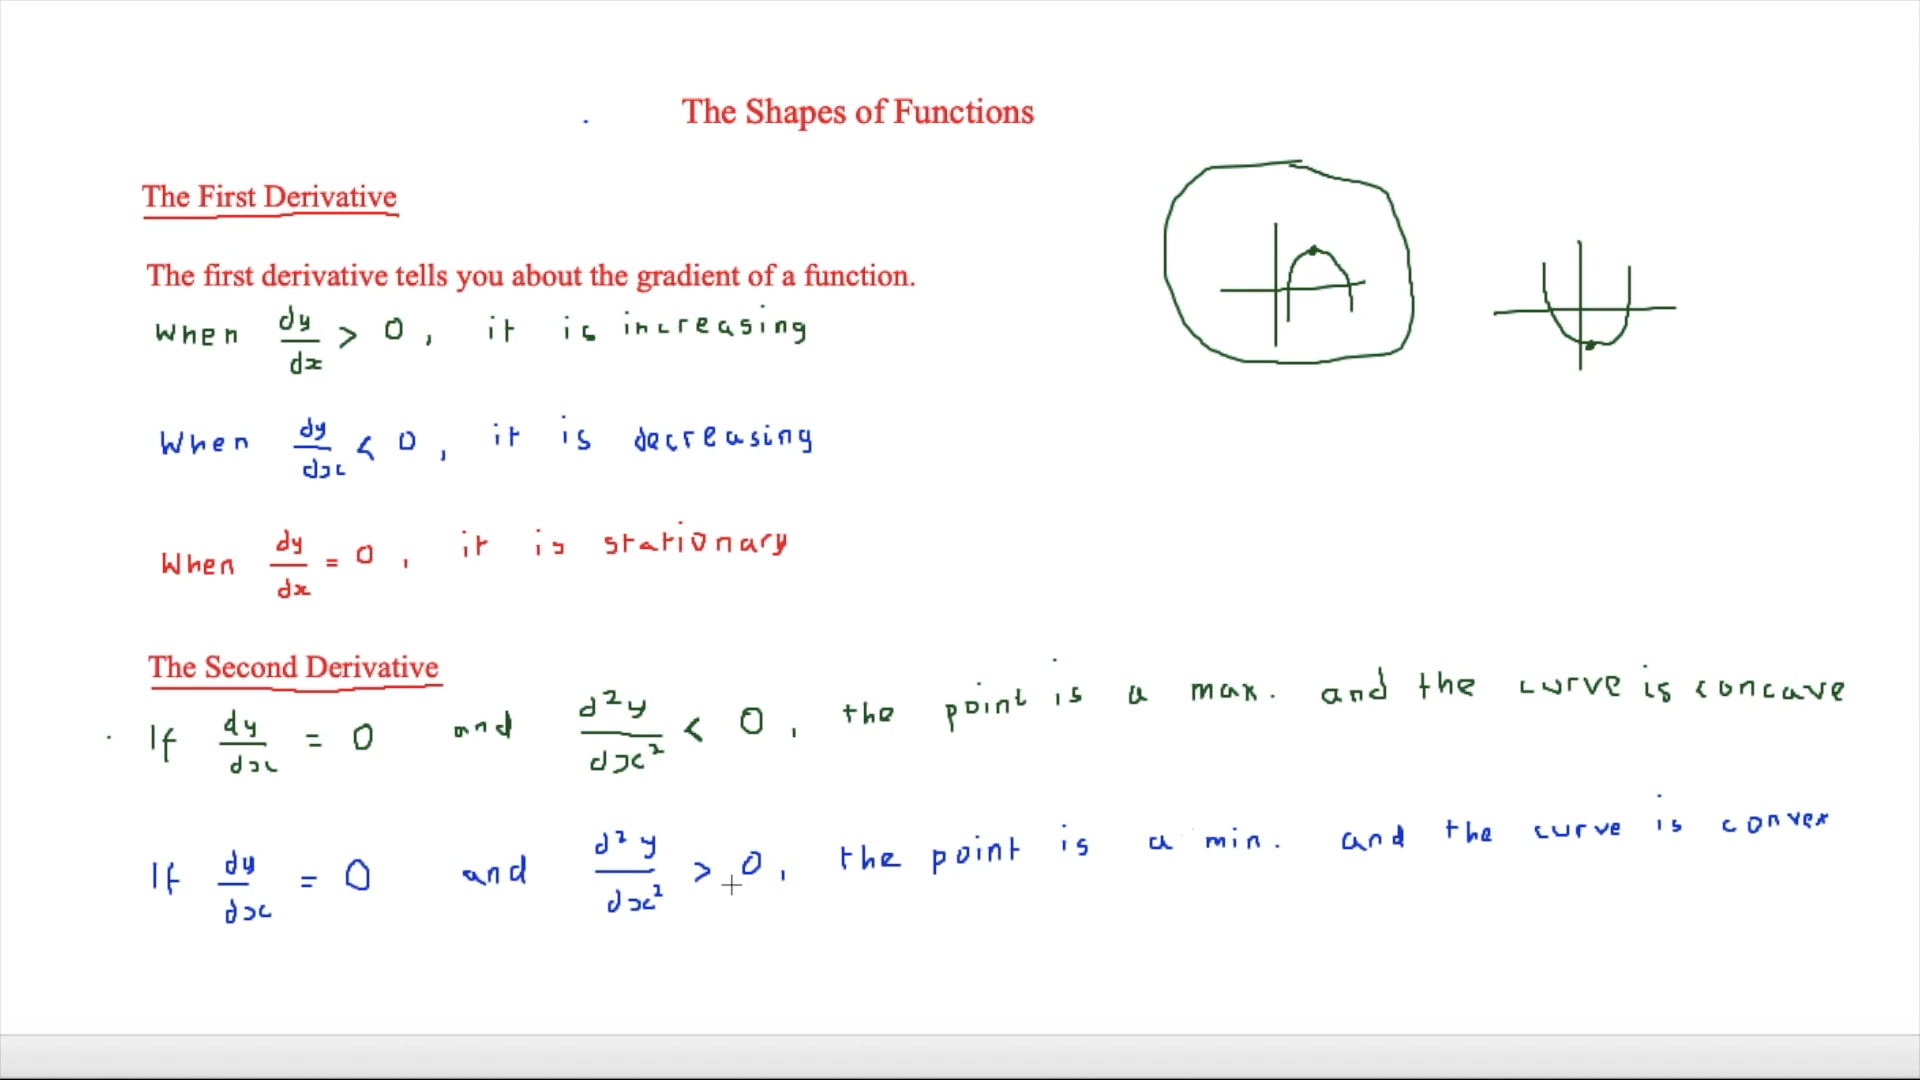 The Shapes of Functions
The First Derivative
The first derivative tells you about the gradient of a function.
When dy/dx > 0, it is increasing
When dy/dx < 0, it is decreasing
When dy/dx = 0, it is stationary
The Second Derivative
If dy/dx = 0 and d²y/dx² < 0, the point is a max. and the curve is concave
If dy/dx = 0 and d²y/dx² > 0, the point is a min. and the curve is convex